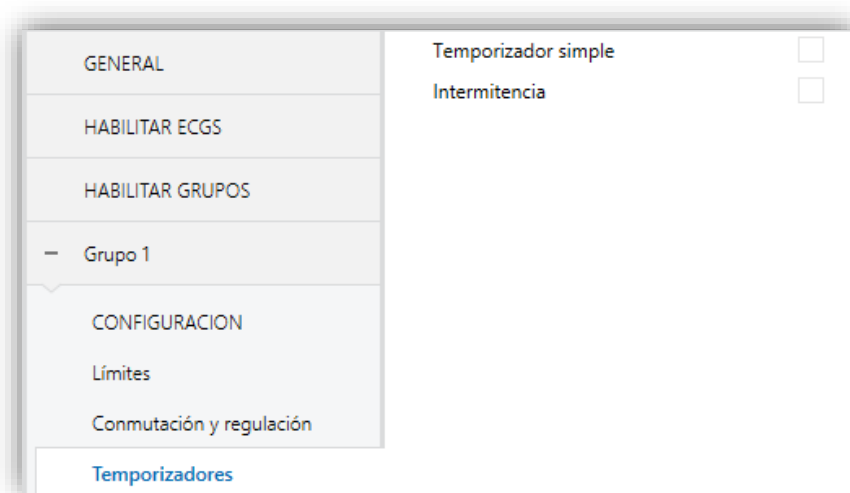 GENERAL
HABILITAR ECGS
HABILITAR GRUPOS
Grupo 1
CONFIGURACION
Límites
Conmutación y regulación
Temporizadores
Temporizador simple
Intermitencia